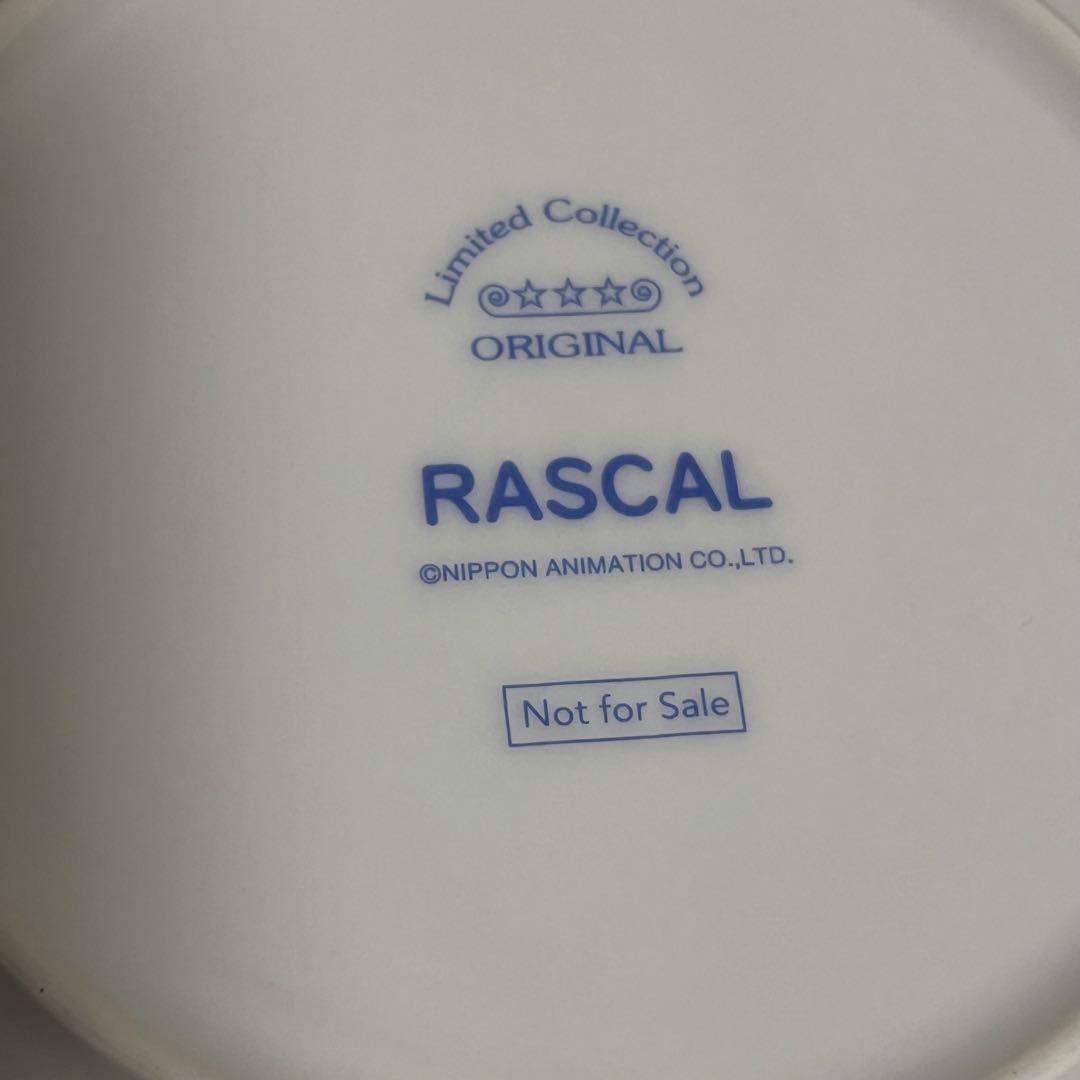 Limited Collection
☆☆☆
ORIGINAL
RASCAL
©NIPPON ANIMATION CO.,LTD.
Not for Sale